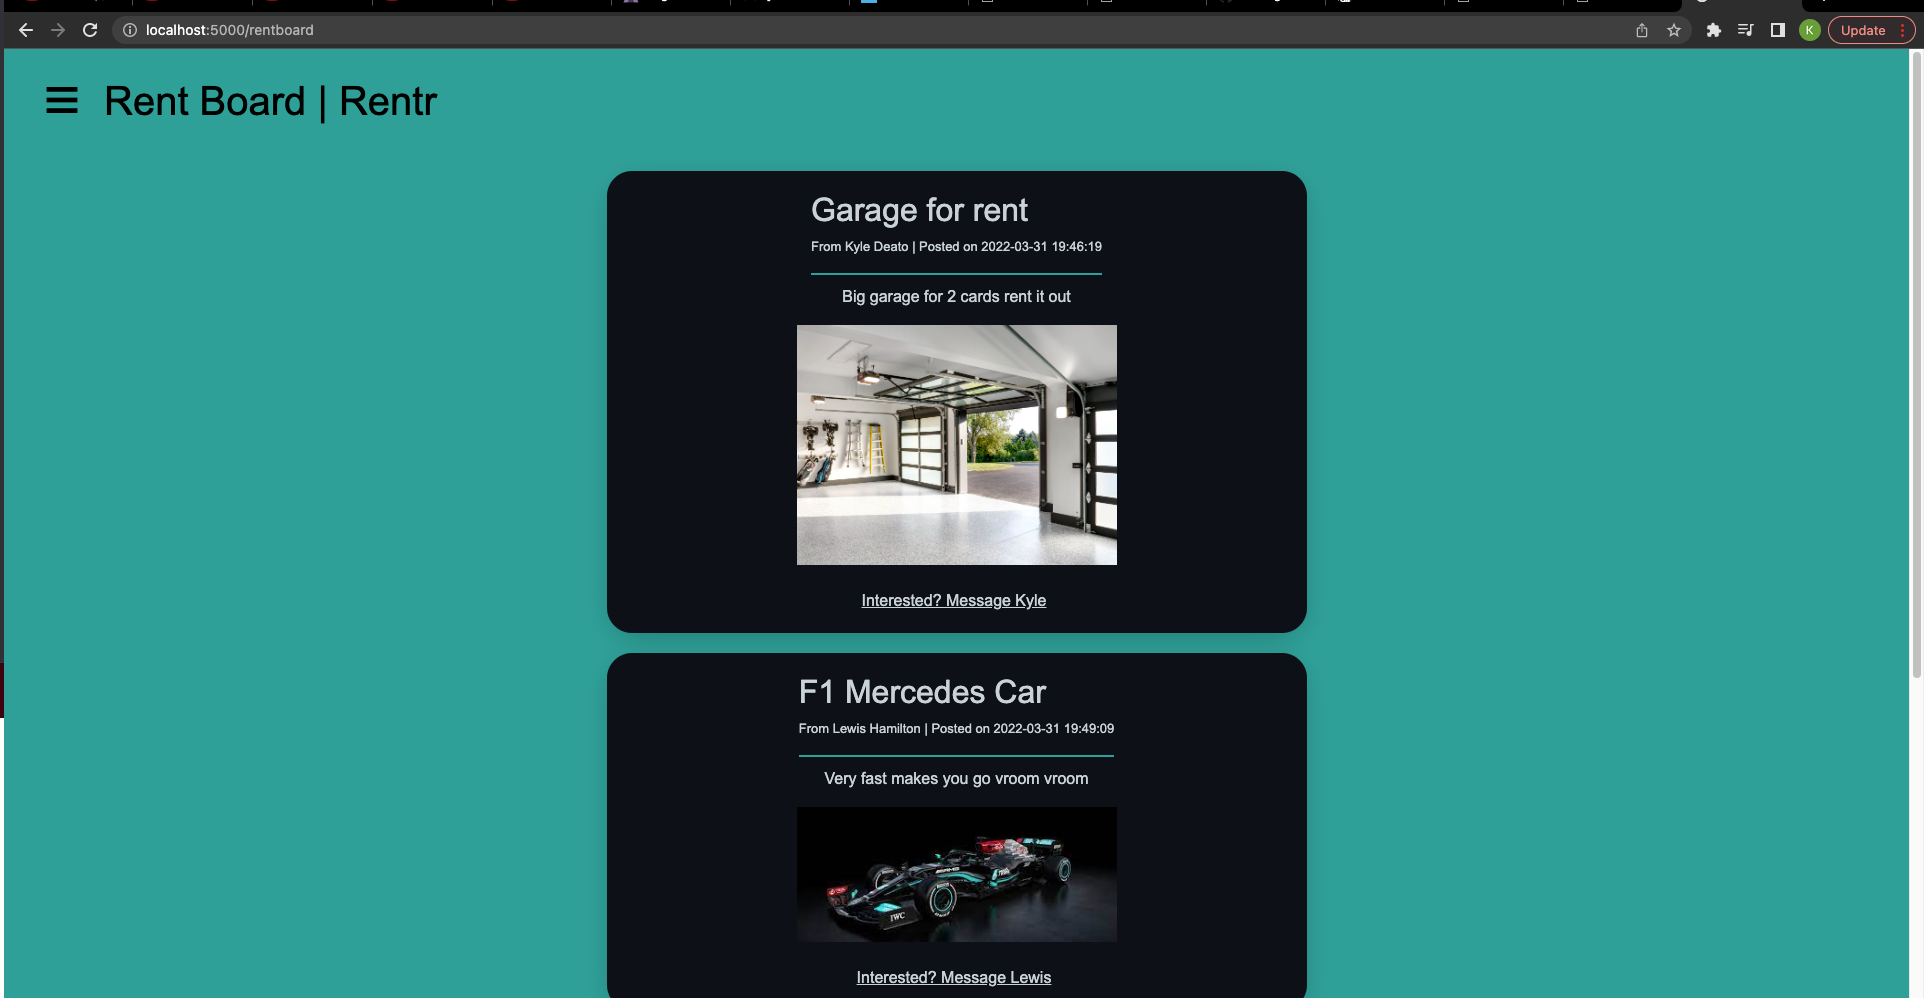 localhost:5000/rentboard
K
Update
Rent Board | Rentr
Garage for rent
From Kyle Deato | Posted on 2022-03-31 19:46:19
Big garage for 2 cards rent it out
Interested? Message Kyle
F1 Mercedes Car
From Lewis Hamilton | Posted on 2022-03-31 19:49:09
Very fast makes you go vroom vroom
IWC
Interested? Message Lewis